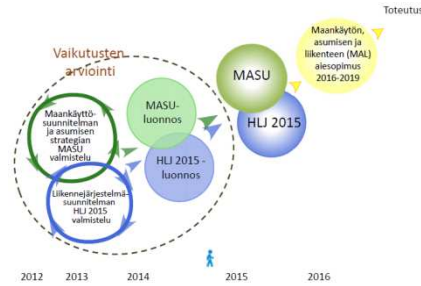 Toteutus
Maankäytön,
asumisen ja
liikenteen (MAL)
aiesopimus
2016-2019
Vaikutusten
arviointi
MASU
HLJ 2015
MASU-
luonnos
HLJ 2015 -
luonnos
Maankäyttö-
suunnitelman
ja asumisen
strategian
MASU
valmistelu
Liikennejärjestelmä-
suunnitelman
HLJ 2015
valmistelu
2012 2013 2014 2015 2016